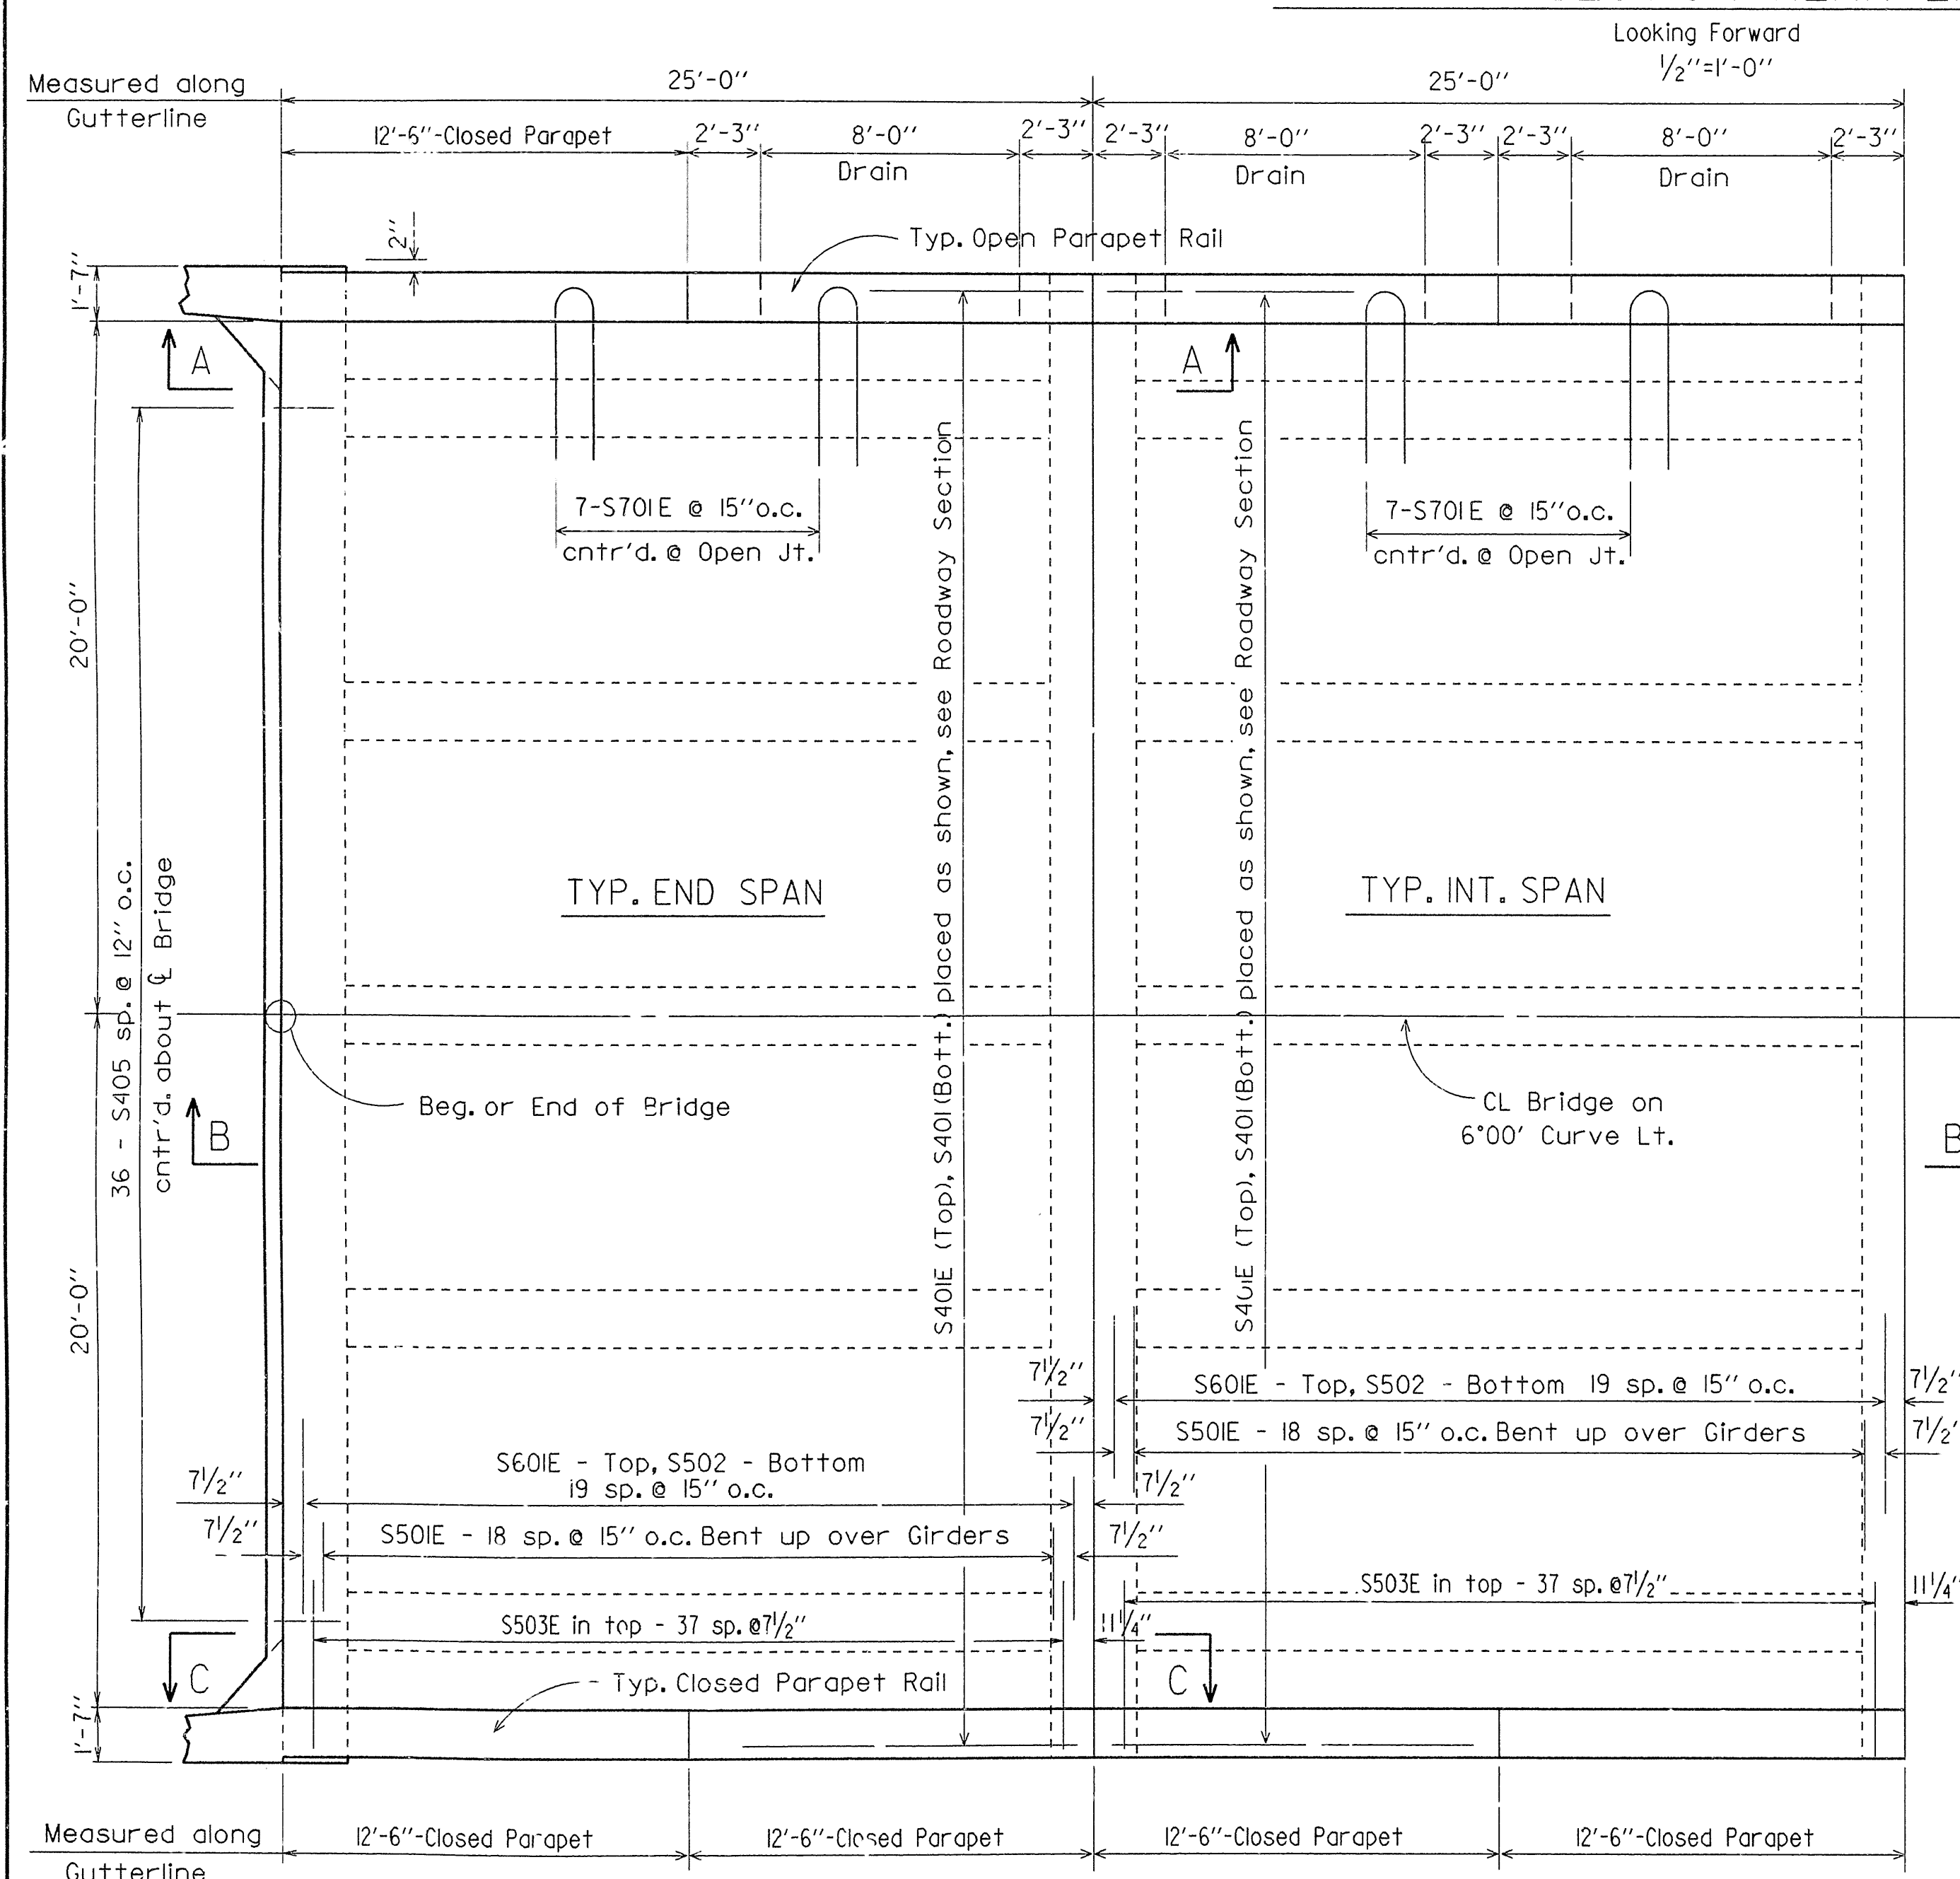 Looking Forward
1/2"=1'-0"
Measured along
Gutterline
25'-0"
25'-0"
12'-6"-Closed Parapet
2'-3"
8'-0"
Drain
2'-3"
2'-3"
8'-0"
Drain
2'-3"
2'-3"
8'-0"
Drain
2'-3"
2"
Typ. Open Parapet Rail
1'-7"
A
A
7-S701E @ 15"o.c.
cntr'd. @ Open Jt.
7-S701E @ 15"o.c.
cntr'd. @ Open Jt.
20'-0"
S401E (Top), S401(Bott.) placed as shown, see Roadway Section
S401E (Top), S401(Bott.) placed as shown, see Roadway Section
TYP. END SPAN
TYP. INT. SPAN
36 - S405 sp. @ 12" o.c.
cntr'd. about ℄ Bridge
Beg. or End of Bridge
CL Bridge on
6°00' Curve Lt.
B
B
20'-0"
7 1/2"
S601E - Top, S502 - Bottom 19 sp. @ 15" o.c.
7 1/2"
7 1/2"
S501E - 18 sp. @ 15" o.c. Bent up over Girders
7 1/2"
S601E - Top, S502 - Bottom
19 sp. @ 15" o.c.
7 1/2"
7 1/2"
7 1/2"
S501E - 18 sp. @ 15" o.c. Bent up over Girders
7 1/2"
S503E in top - 37 sp. @7 1/2"
11 1/4"
S503E in top - 37 sp. @7 1/2"
11 1/4"
C
C
Typ. Closed Parapet Rail
1'-7"
Measured along
Gutterline
12'-6"-Closed Parapet
12'-6"-Closed Parapet
12'-6"-Closed Parapet
12'-6"-Closed Parapet